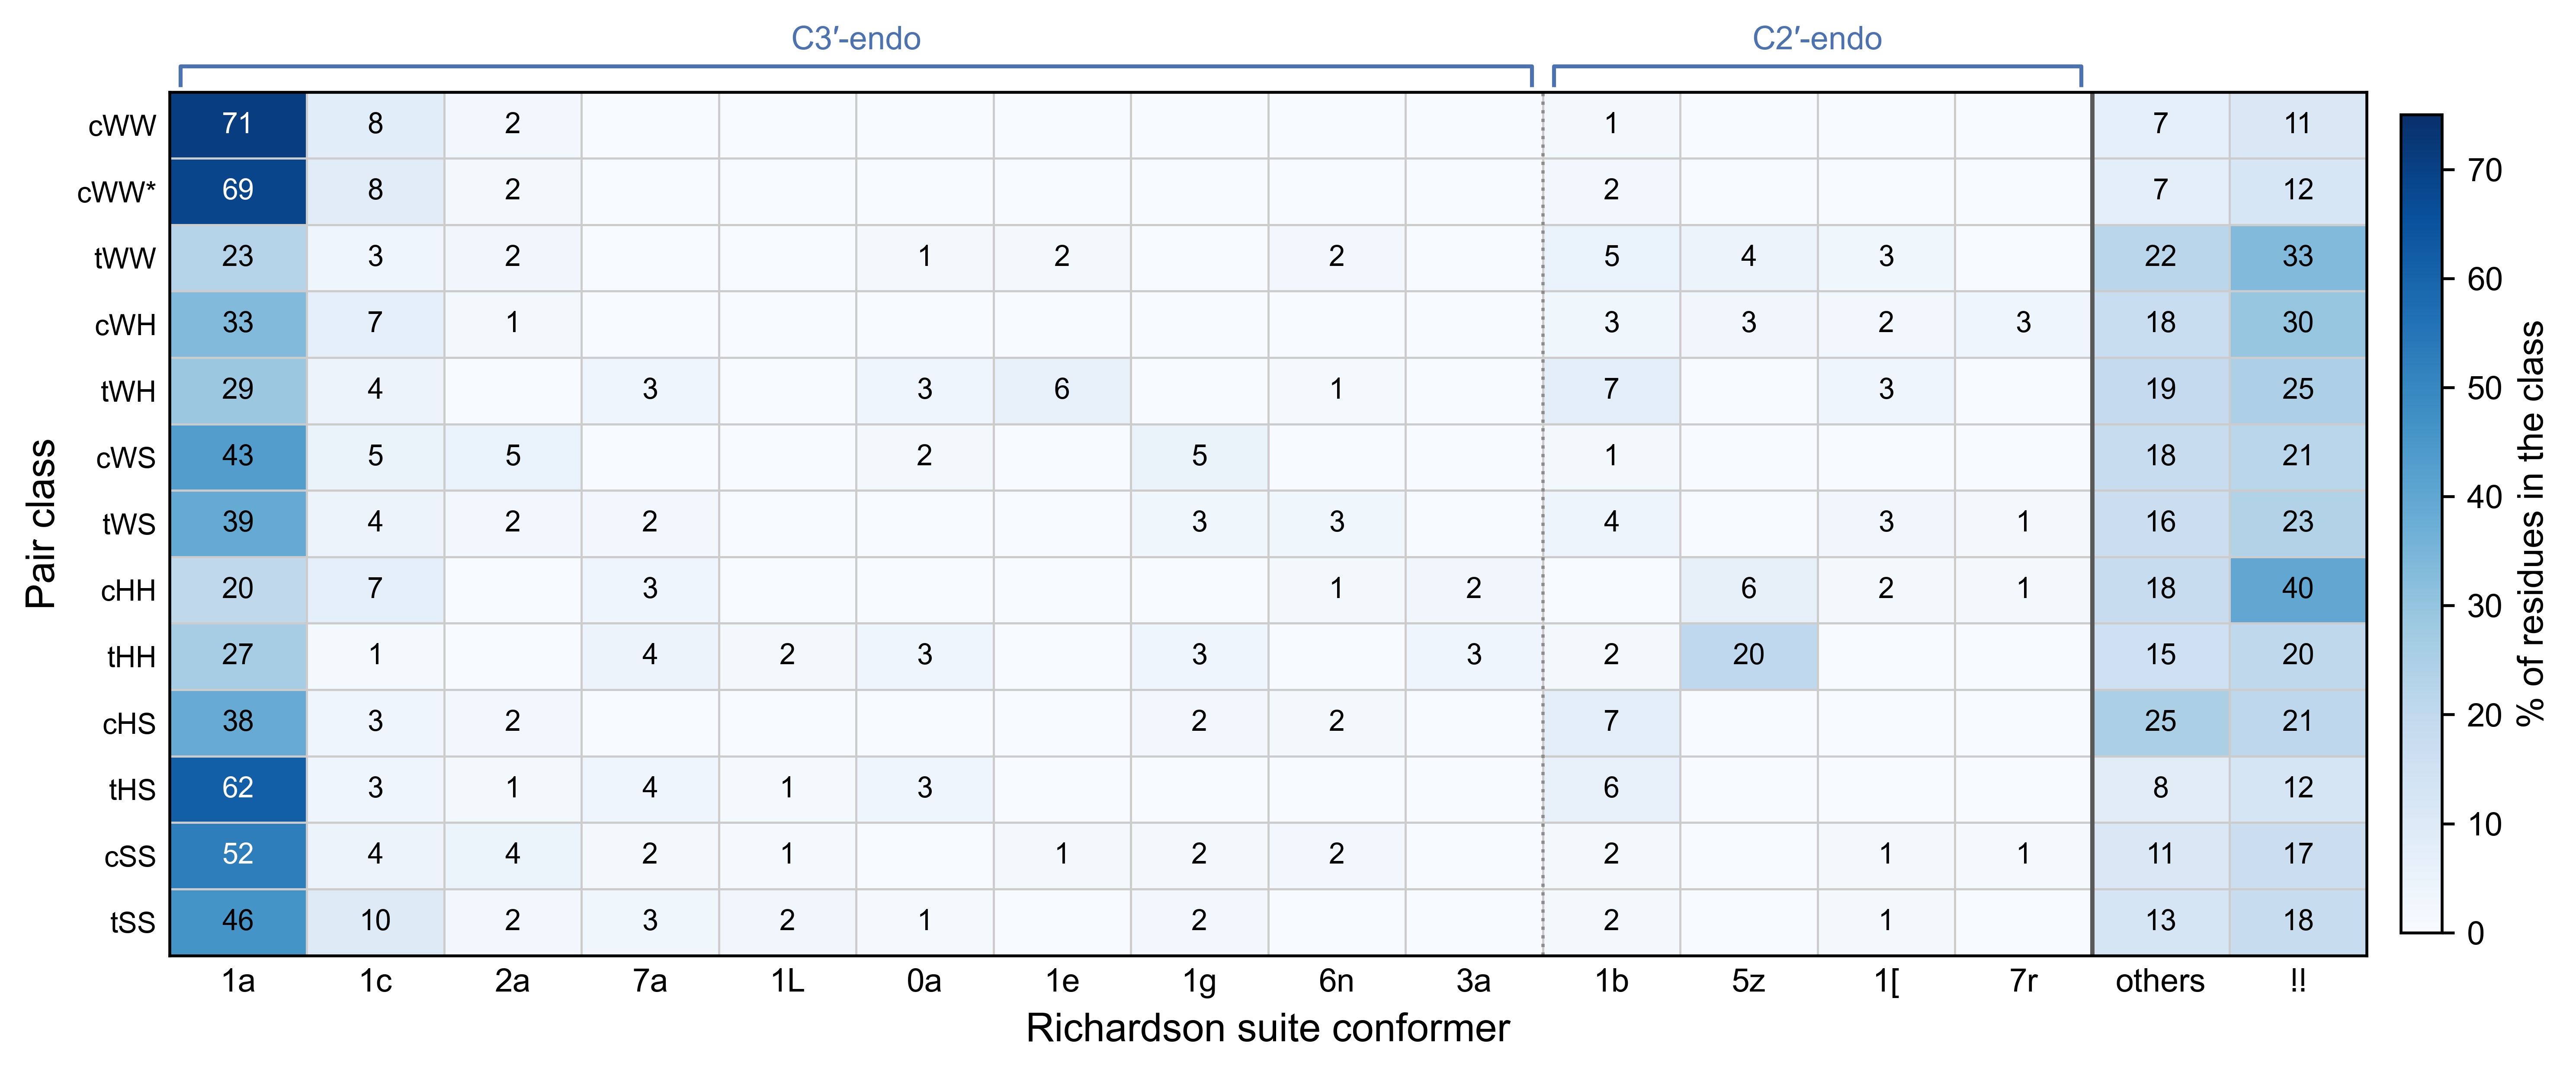 C3′-endo C2′-endo
cWW 71 8 2 1 7 11
cWW* 69 8 2 2 7 12
tWW 23 3 2 1 2 2 5 4 3 22 33
cWH 33 7 1 3 3 2 3 18 30
tWH 29 4 3 3 6 1 7 3 19 25
cWS 43 5 5 2 5 1 18 21
tWS 39 4 2 2 3 3 4 3 1 16 23
cHH 20 7 3 1 2 6 2 1 18 40
tHH 27 1 4 2 3 3 3 2 20 15 20
cHS 38 3 2 2 2 7 25 21
tHS 62 3 1 4 1 3 6 8 12
cSS 52 4 4 2 1 1 2 2 2 1 1 11 17
tSS 46 10 2 3 2 1 2 2 1 13 18
1a 1c 2a 7a 1L 0a 1e 1g 6n 3a 1b 5z 1[ 7r others !!
Richardson suite conformer
Pair class
70
60
50
40
30
20
10
0
% of residues in the class